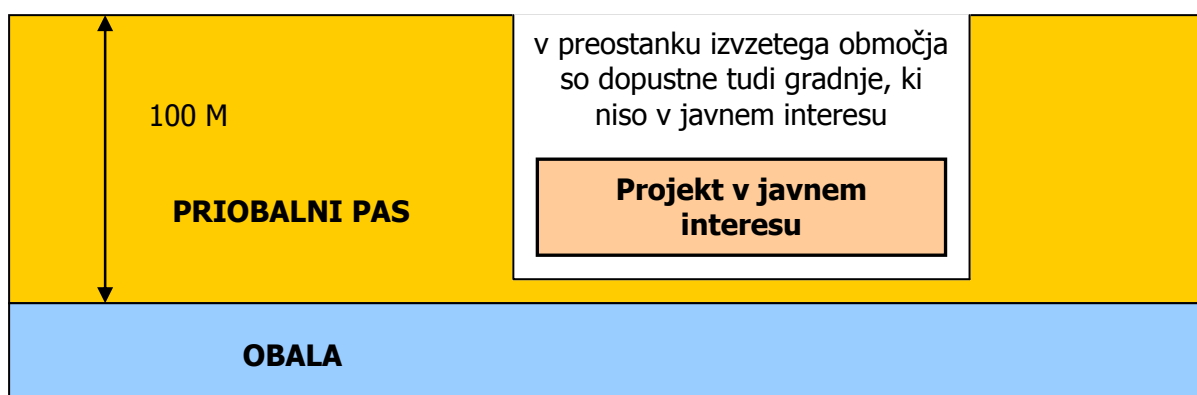 v preostanku izvzetega območja
so dopustne tudi gradnje, ki
niso v javnem interesu
100 M
Projekt v javnem
interesu
PRIOBALNI PAS
OBALA